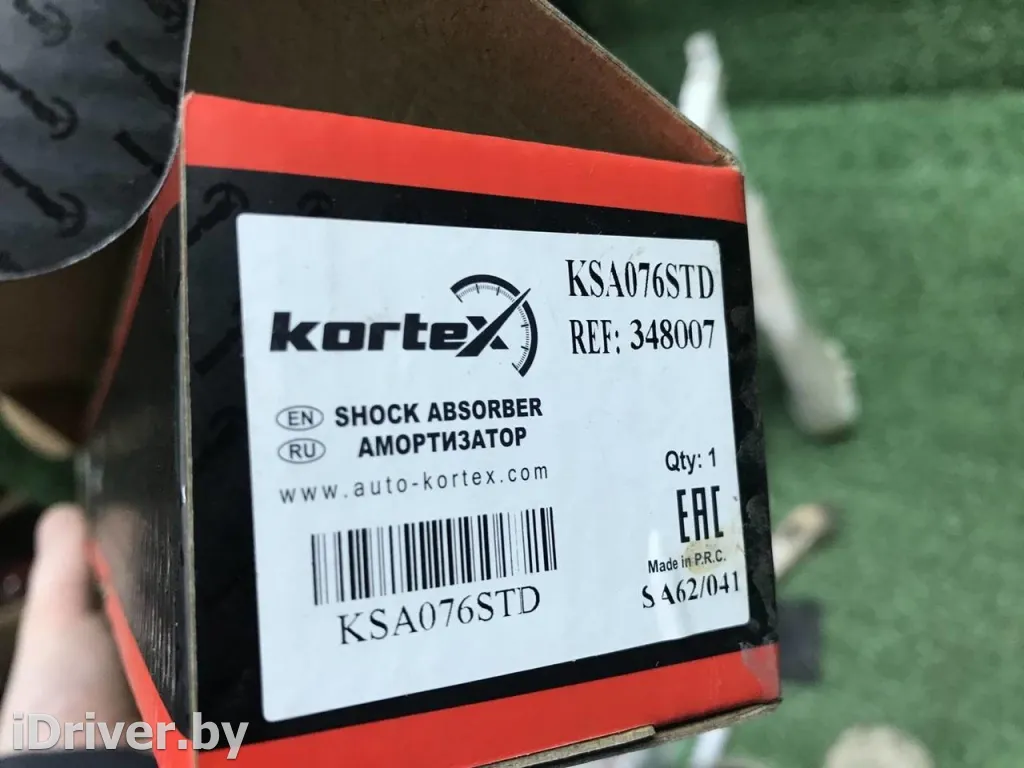 kortex
KSA076STD
REF: 348007
EN SHOCK ABSORBER
RU АМОРТИЗАТОР
www.auto-kortex.com
Qty: 1
EAC
Made in P.R.C.
SA62/041
KSA076STD
iDriver.by